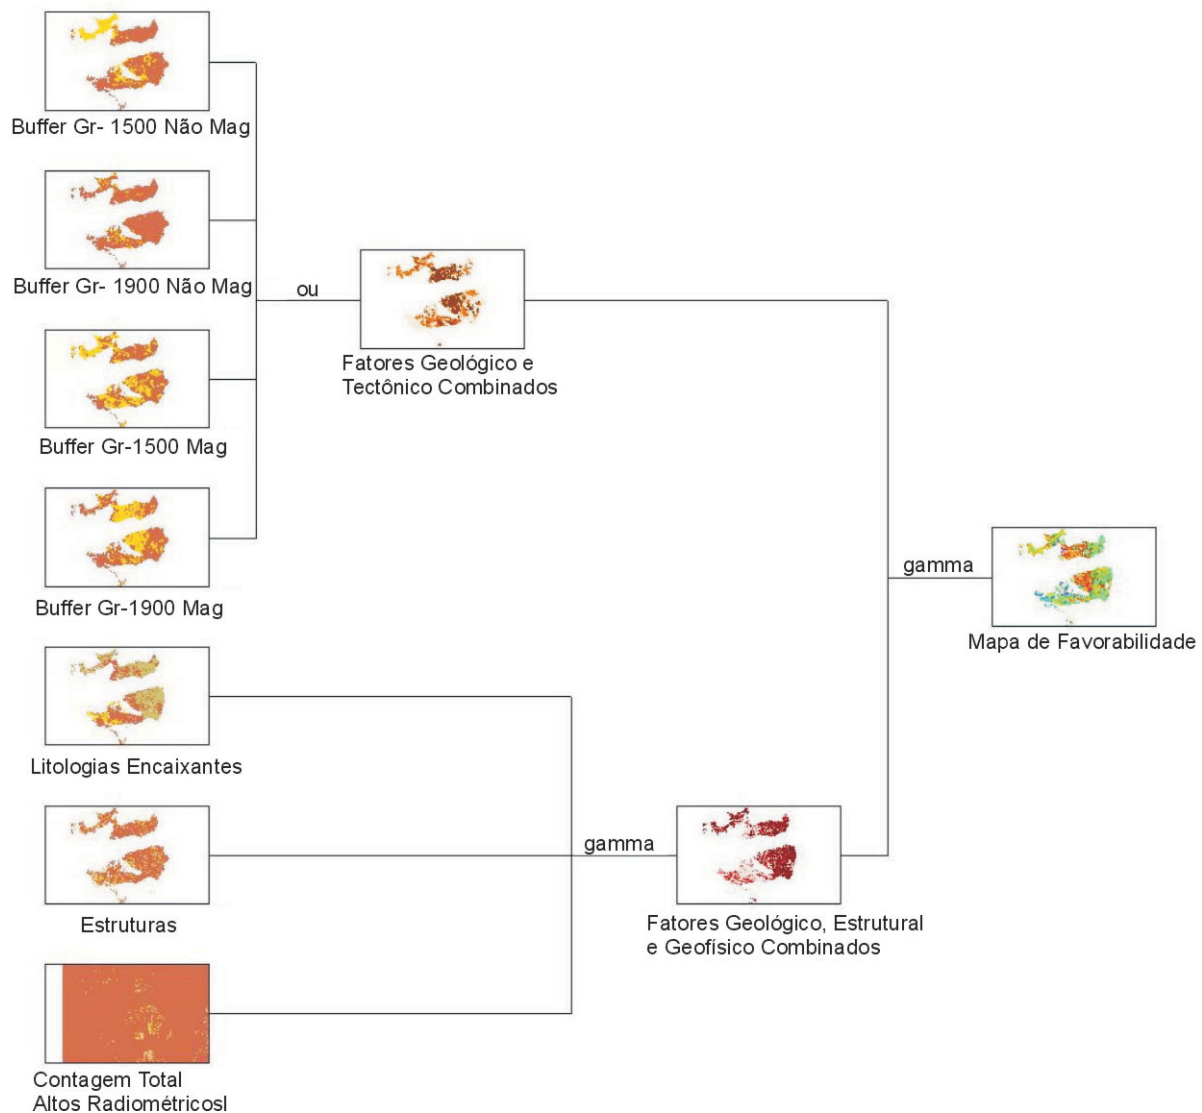 Buffer Gr- 1500 Não Mag
Buffer Gr- 1900 Não Mag
ou
Fatores Geológico e
Tectônico Combinados
Buffer Gr-1500 Mag
Buffer Gr-1900 Mag
gamma
Mapa de Favorabilidade
Litologias Encaixantes
Estruturas
gamma
Fatores Geológico, Estrutural
e Geofísico Combinados
Contagem Total
Altos Radiométricosl